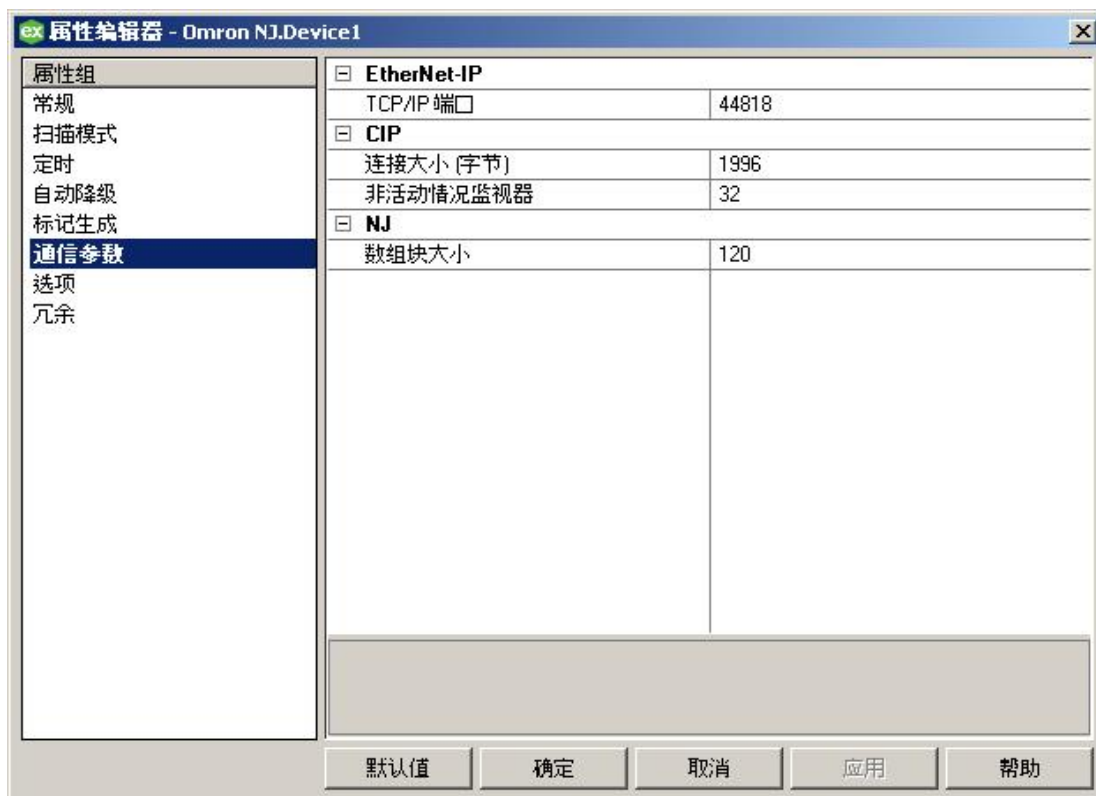 属性编辑器 - Omron NJ.Device1
属性组
常规
扫描模式
定时
自动降级
标记生成
通信参数
选项
冗余
EtherNet-IP
TCP/IP 端口 44818
CIP
连接大小 (字节) 1996
非活动情况监视器 32
NJ
数组块大小 120
默认值 确定 取消 应用 帮助